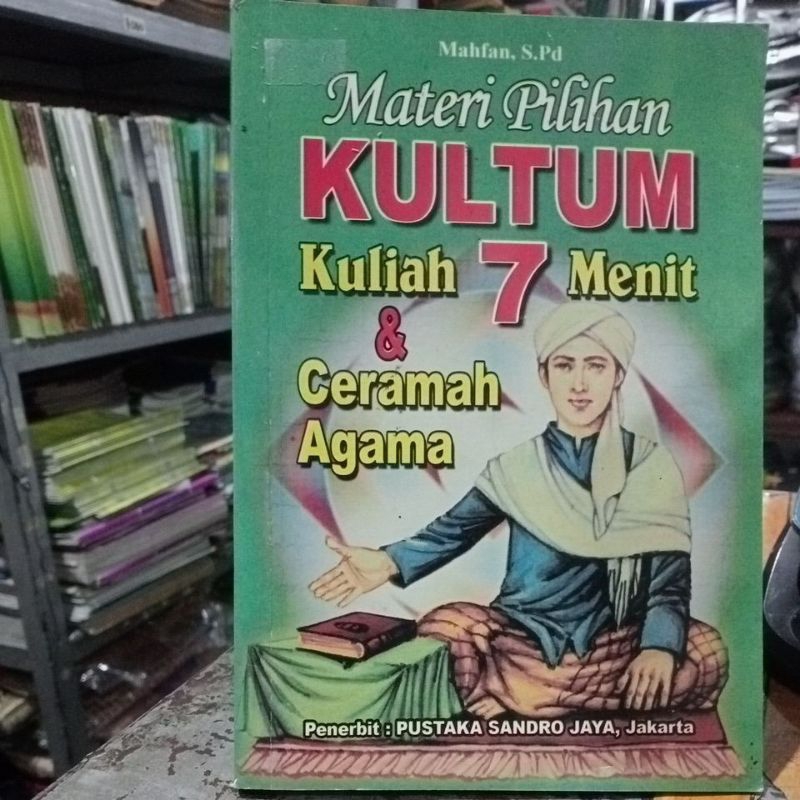 Mahfan, S.Pd
Materi Pilihan
KULTUM
Kuliah 7 Menit
&
Ceramah
Agama
Penerbit : PUSTAKA SANDRO JAYA, Jakarta